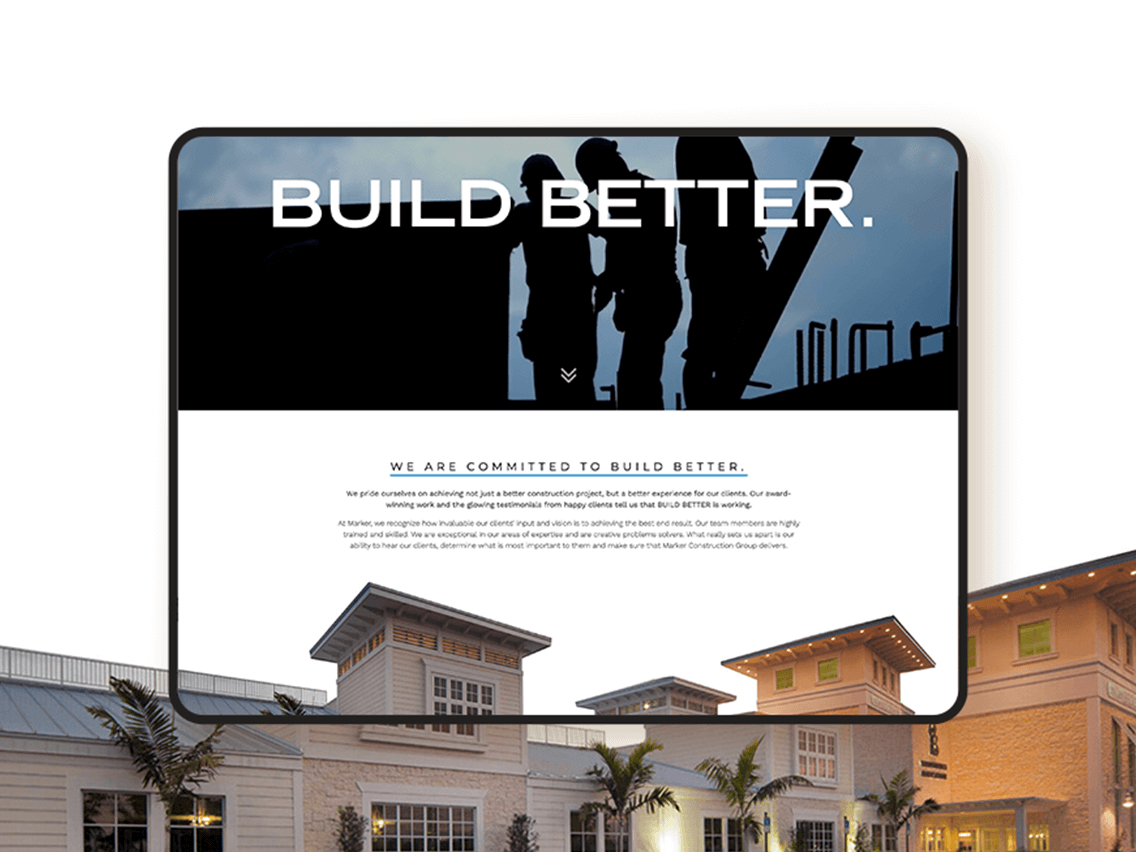 BUILD BETTER.
WE ARE COMMITTED TO BUILD BETTER.
We pride ourselves on achieving not just a better construction project, but a better experience for our clients. Our award-
winning work and the glowing testimonials from happy clients tell us that BUILD BETTER is working.
At Marker, we recognize how invaluable our clients' input and vision is to achieving the best end result. Our team members are highly
trained and skilled. We are exceptional in our areas of expertise and are creative problems solvers. What really sets us apart is our
ability to hear our clients, determine what is most important to them and make sure that Marker Construction Group delivers.